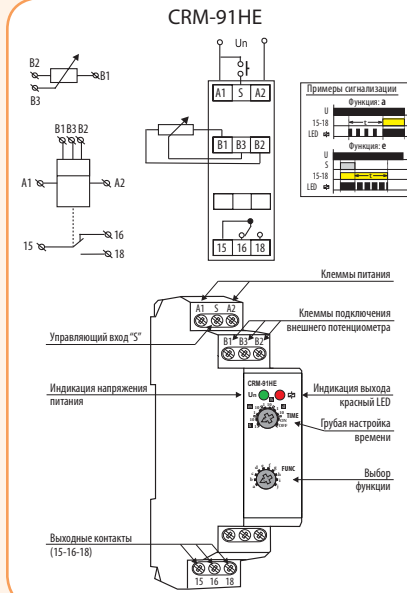 CRM-91HE
Un
B2
B1
B3
A1 S A2
B1 B3 B2
B1 B3 B2
A1
A2
15
16
18
15 16 18
Примеры сигнализации
Функция: a
U
15-18
t
LED
Функция: e
U
S
15-18
t
LED
Клеммы питания
A1 S A2
Управляющий вход "S"
Клеммы подключения
внешнего потенциометра
B1 B3 B2
Индикация напряжения
питания
CRM-91HE
Un
Индикация выхода
красный LED
TIME
ON
OFF
Грубая настройка
времени
FUNC
Выбор
функции
Выходные контакты
(15-16-18)
15 16 18